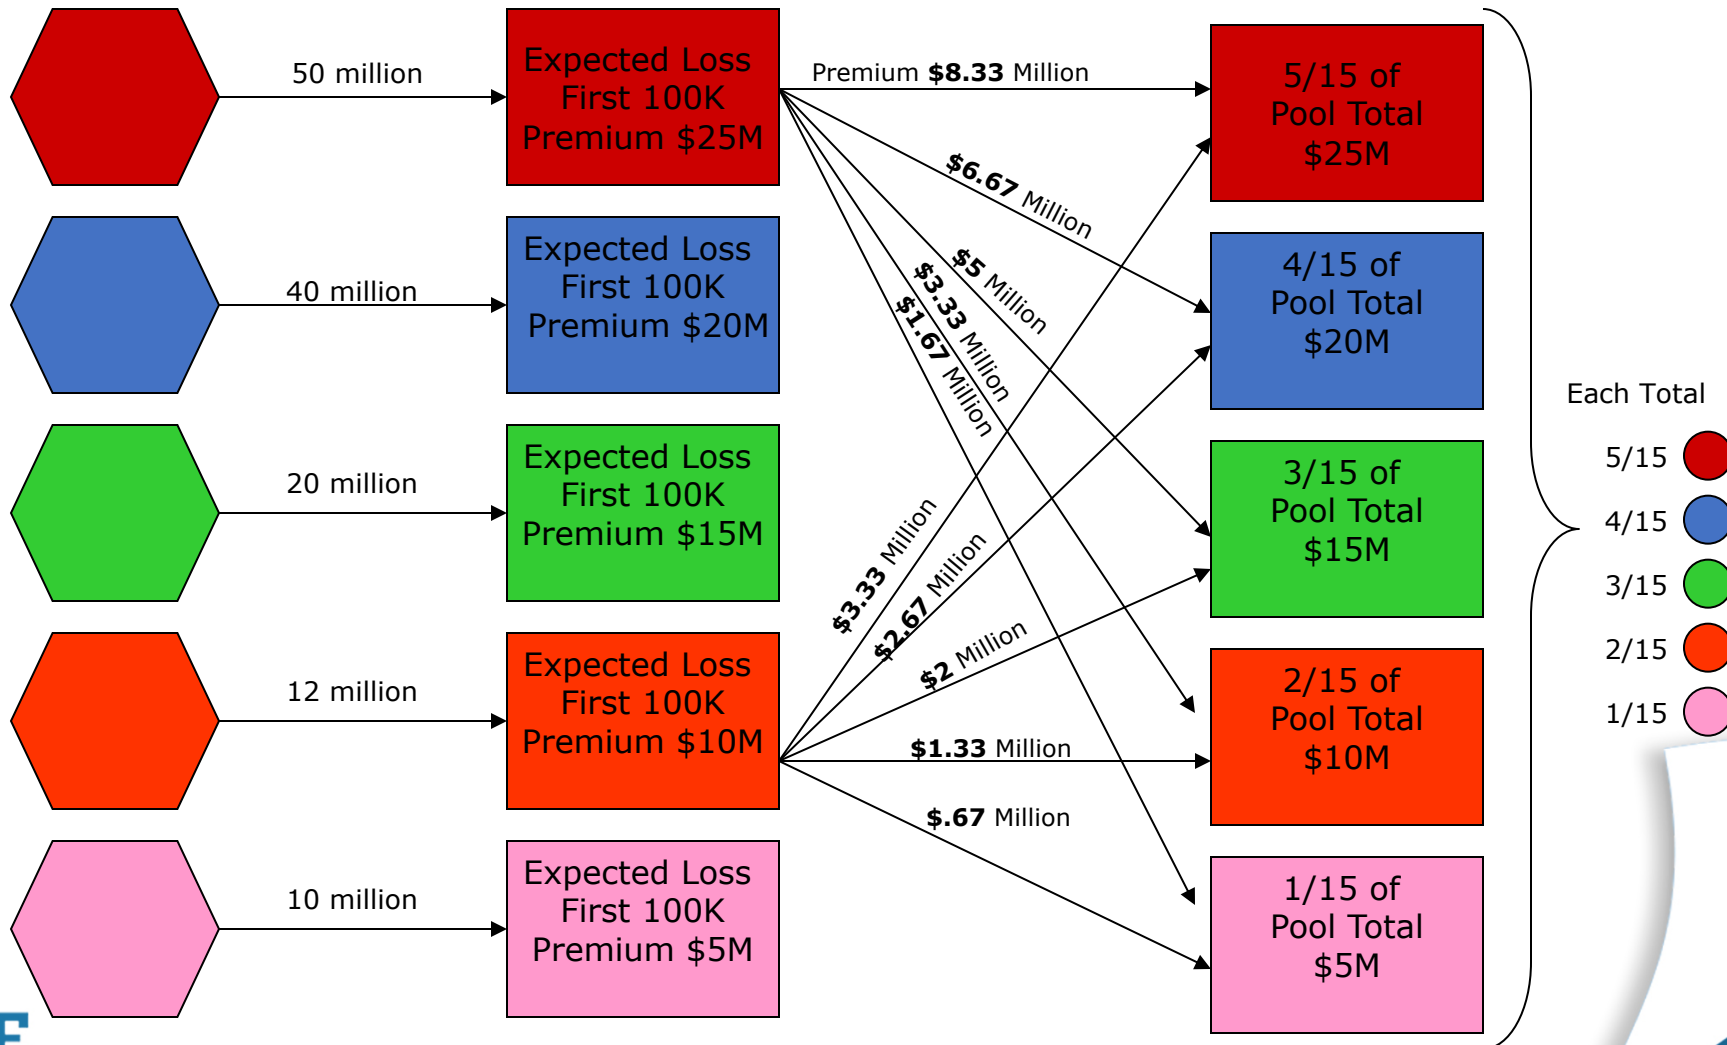 50 million
Expected Loss
First 100K
Premium $25M
Premium $8.33 Million
5/15 of
Pool Total
$25M
$6.67 Million
$5 Million
$3.33 Million
$1.67 Million
40 million
Expected Loss
First 100K
Premium $20M
4/15 of
Pool Total
$20M
20 million
Expected Loss
First 100K
Premium $15M
3/15 of
Pool Total
$15M
$3.33 Million
$2.67 Million
$2 Million
12 million
Expected Loss
First 100K
Premium $10M
$1.33 Million
2/15 of
Pool Total
$10M
$.67 Million
10 million
Expected Loss
First 100K
Premium $5M
1/15 of
Pool Total
$5M
Each Total
5/15
4/15
3/15
2/15
1/15